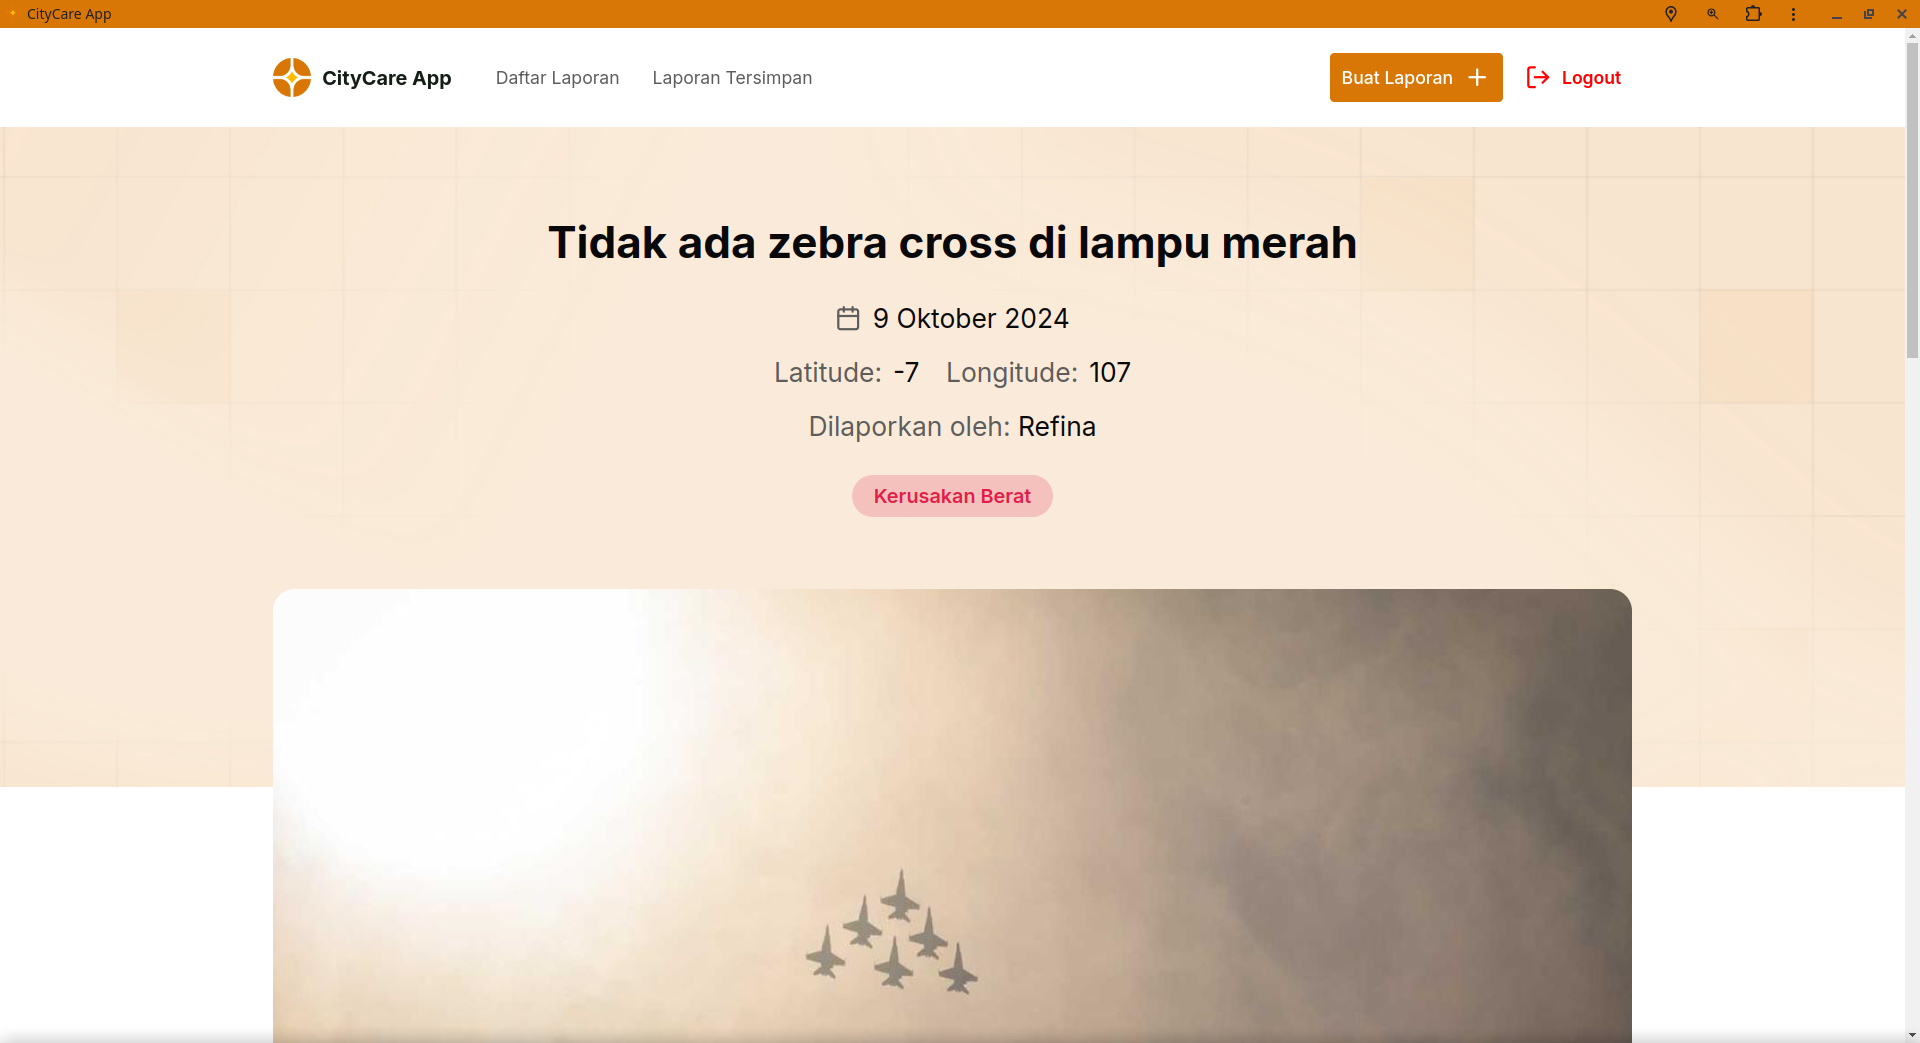 CityCare App
CityCare App
Daftar Laporan
Laporan Tersimpan
Buat Laporan
Logout
Tidak ada zebra cross di lampu merah
9 Oktober 2024
Latitude: -7 Longitude: 107
Dilaporkan oleh: Refina
Kerusakan Berat